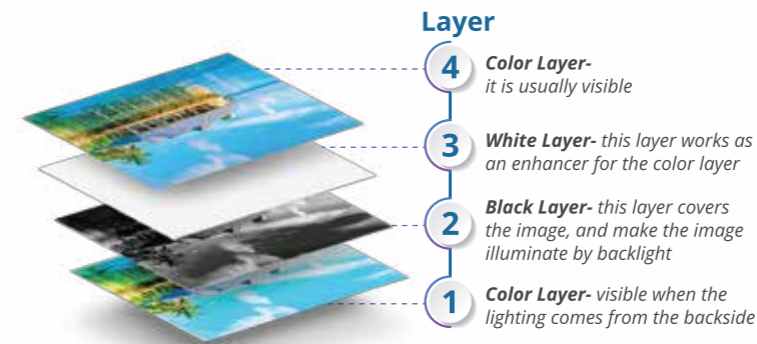 Layer
4
Color Layer-
it is usually visible
3
White Layer- this layer works as
an enhancer for the color layer
2
Black Layer- this layer covers
the image, and make the image
illuminate by backlight
1
Color Layer- visible when the
lighting comes from the backside